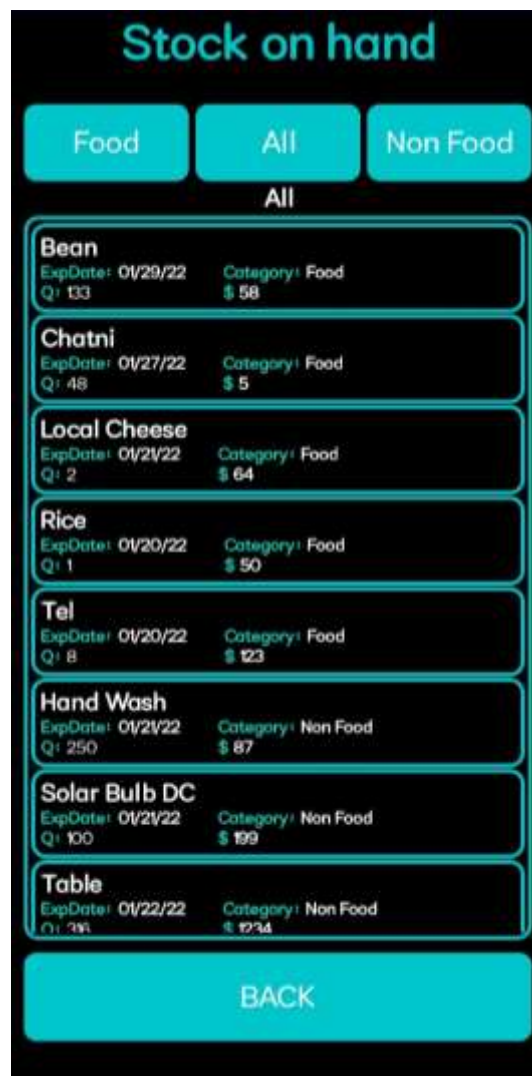 Stock on hand
Food All Non Food
All
Bean
ExpDate: 01/29/22 Category: Food
Q: 133 $ 58
Chatni
ExpDate: 01/27/22 Category: Food
Q: 48 $ 5
Local Cheese
ExpDate: 01/21/22 Category: Food
Q: 2 $ 64
Rice
ExpDate: 01/20/22 Category: Food
Q: 1 $ 50
Tel
ExpDate: 01/20/22 Category: Food
Q: 8 $ 123
Hand Wash
ExpDate: 01/21/22 Category: Non Food
Q: 250 $ 87
Solar Bulb DC
ExpDate: 01/21/22 Category: Non Food
Q: 100 $ 199
Table
ExpDate: 01/22/22 Category: Non Food
Q: 316 $ 1234
BACK